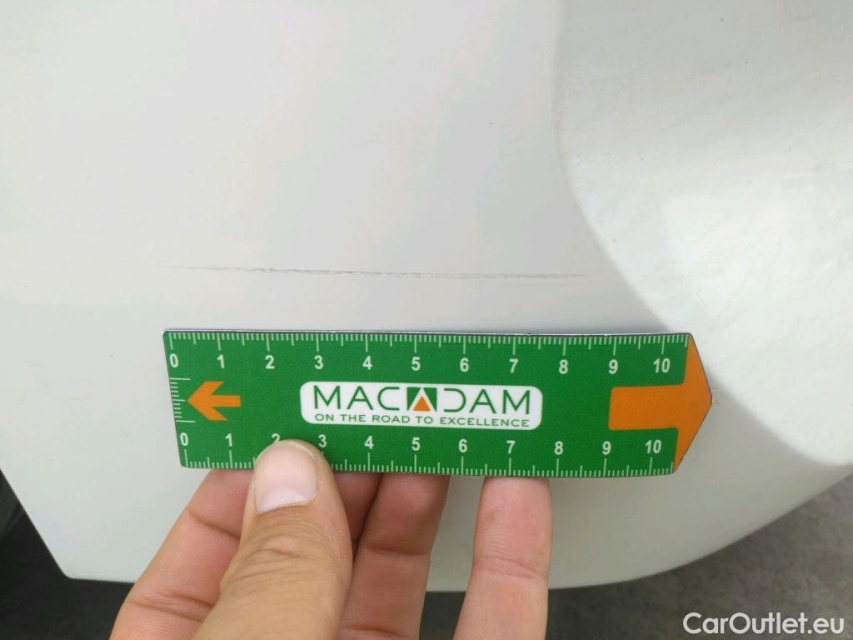 0 1 2 3 4 5 6 7 8 9 10
MACADAM
ON THE ROAD TO EXCELLENCE
0 1 2 3 4 5 6 7 8 9 10
CarOutlet.eu